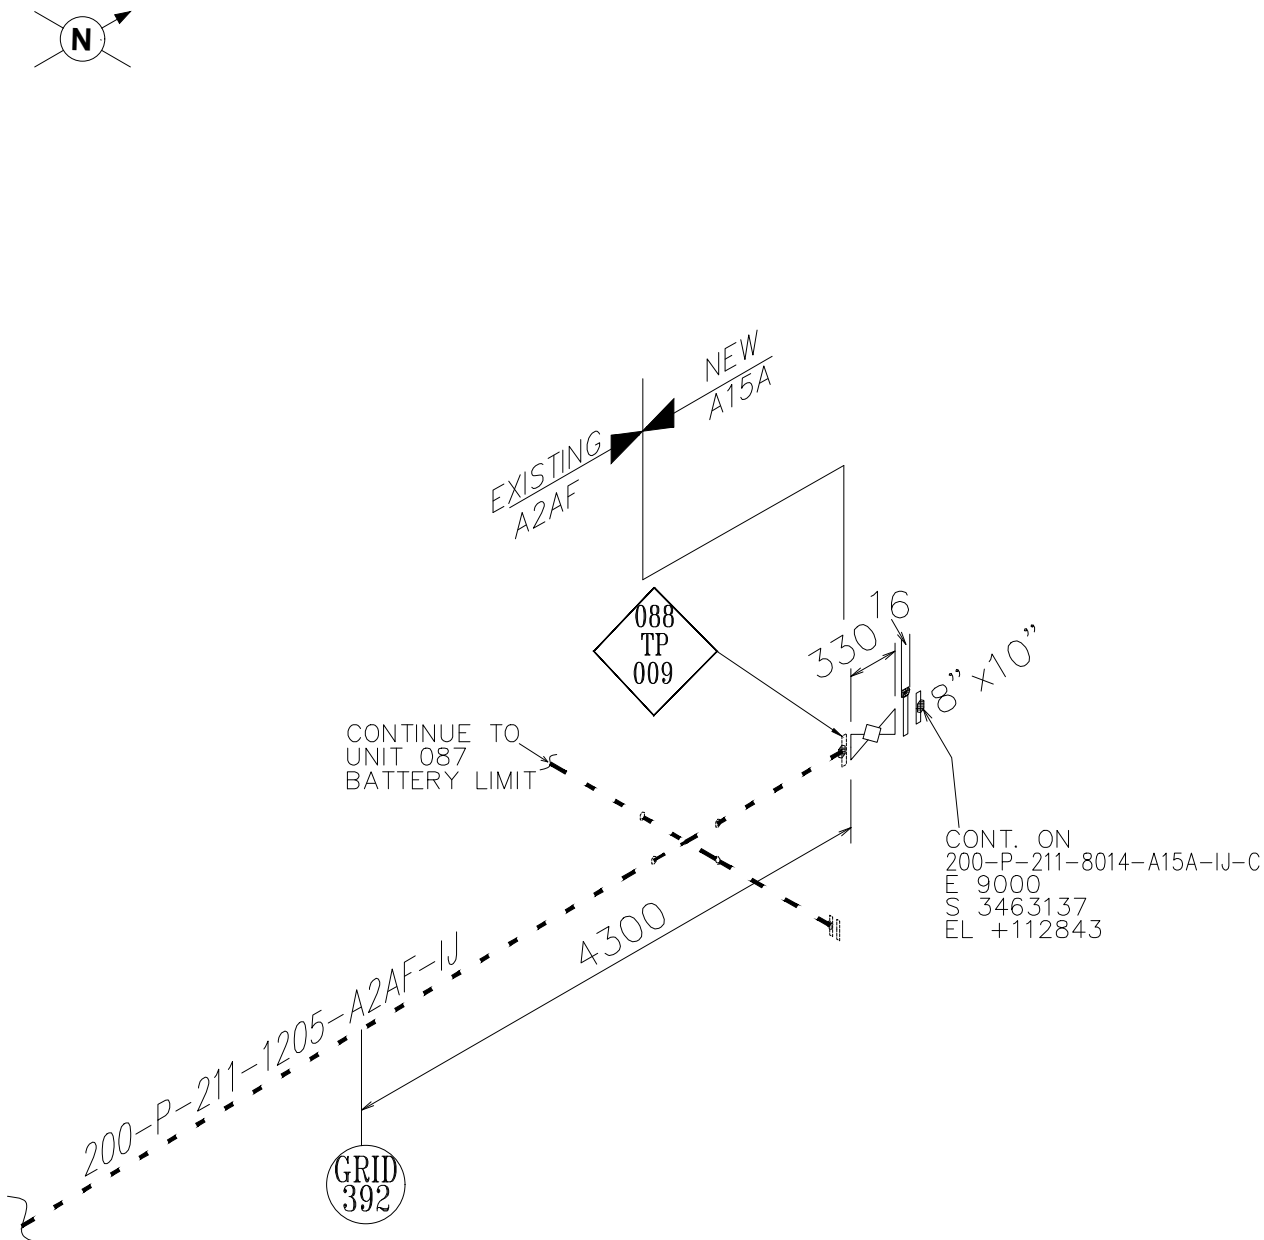 N
NEW
A15A
EXISTING
A2AF
088
TP
009
16
330
8” x10”
CONTINUE TO
UNIT 087
BATTERY LIMIT
CONT. ON
200-P-211-8014-A15A-IJ-C
E 9000
S 3463137
EL +112843
4300
200-P-211-1205-A2AF-IJ
GRID
392